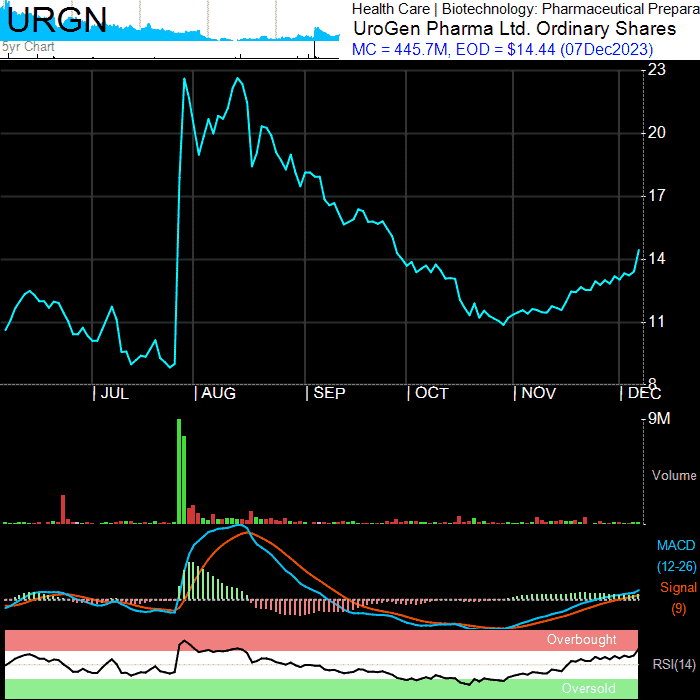 URGN
5yr Chart
Health Care | Biotechnology: Pharmaceutical Prepara
UroGen Pharma Ltd. Ordinary Shares
MC = 445.7M, EOD = $14.44 (07Dec2023)
23
20
17
14
11
8
JUL AUG SEP OCT NOV DEC
9M
Volume
MACD
(12-26)
Signal
(9)
Overbought
RSI(14)
Oversold